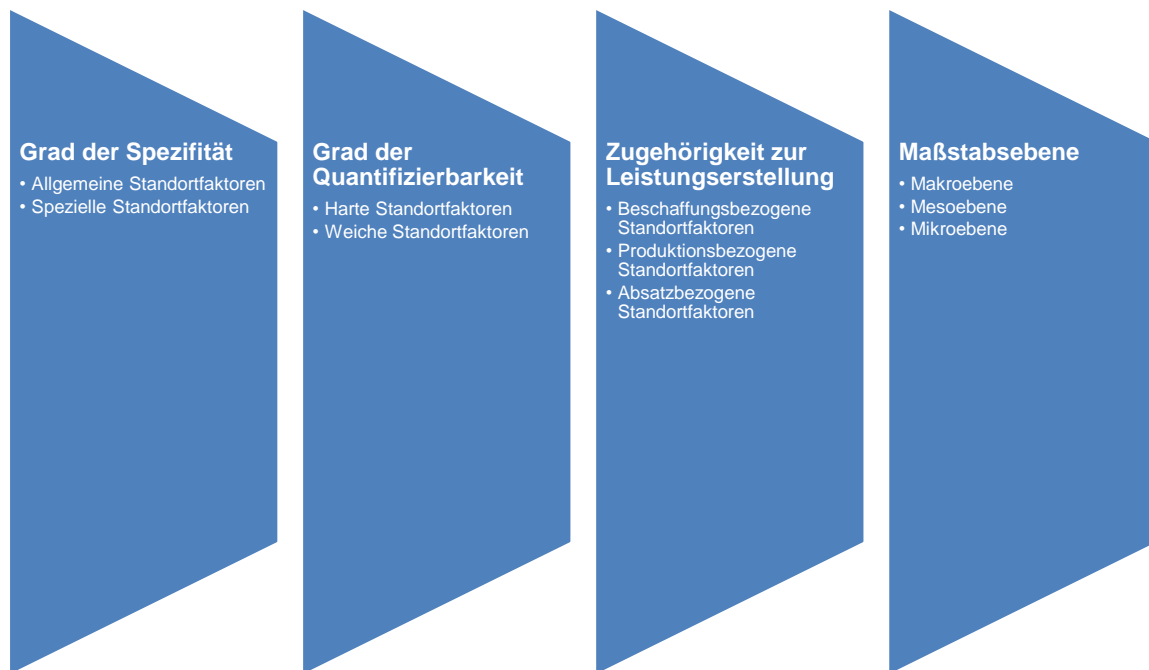 Grad der Spezifität
• Allgemeine Standortfaktoren
• Spezielle Standortfaktoren
Grad der
Quantifizierbarkeit
• Harte Standortfaktoren
• Weiche Standortfaktoren
Zugehörigkeit zur
Leistungserstellung
• Beschaffungsbezogene
Standortfaktoren
• Produktionsbezogene
Standortfaktoren
• Absatzbezogene
Standortfaktoren
Maßstabsebene
• Makroebene
• Mesoebene
• Mikroebene